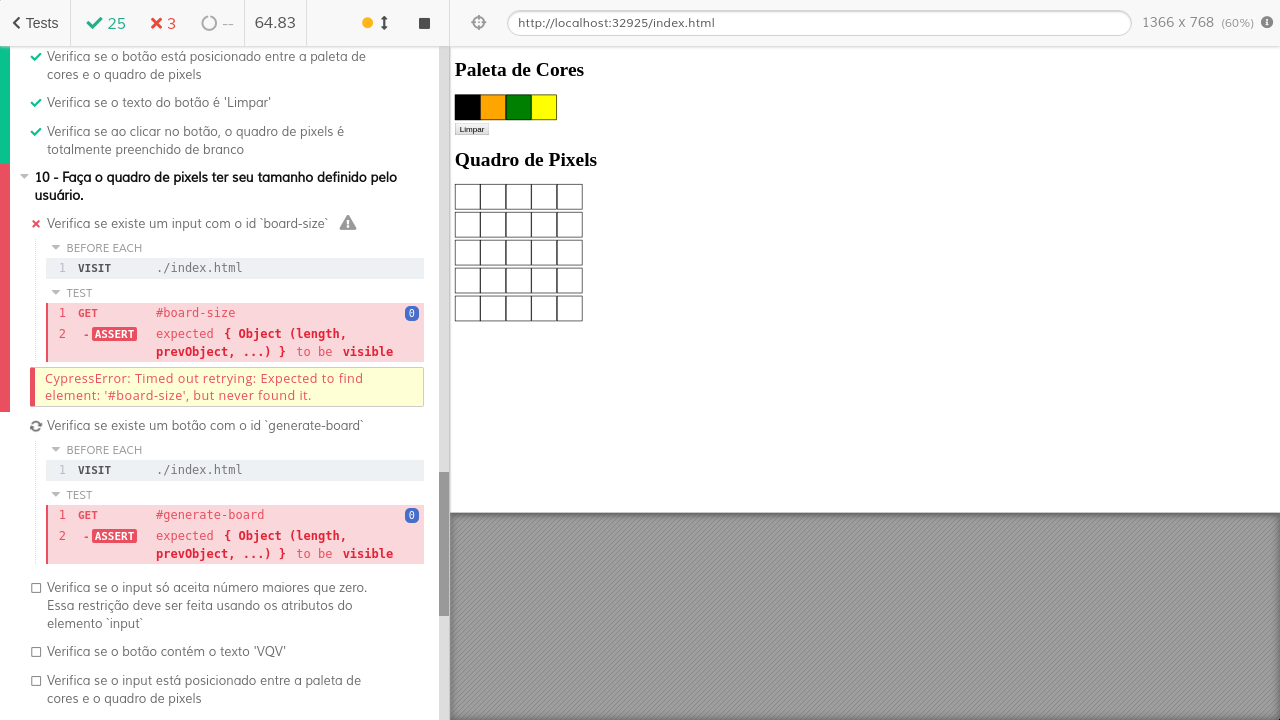 Tests
25
3
--
64.83
http://localhost:32925/index.html
1366 x 768 (60%)
Verifica se o botão está posicionado entre a paleta de
cores e o quadro de pixels
Verifica se o texto do botão é 'Limpar'
Verifica se ao clicar no botão, o quadro de pixels é
totalmente preenchido de branco
10 - Faça o quadro de pixels ter seu tamanho definido pelo
usuário.
Verifica se existe um input com o id `board-size`
BEFORE EACH
1 VISIT ./index.html
TEST
1 GET #board-size 0
2 -ASSERT expected { Object (length,
prevObject, ...) } to be visible
CypressError: Timed out retrying: Expected to find
element: '#board-size', but never found it.
Verifica se existe um botão com o id `generate-board`
BEFORE EACH
1 VISIT ./index.html
TEST
1 GET #generate-board 0
2 -ASSERT expected { Object (length,
prevObject, ...) } to be visible
Verifica se o input só aceita número maiores que zero.
Essa restrição deve ser feita usando os atributos do
elemento `input`
Verifica se o botão contém o texto 'VQV'
Verifica se o input está posicionado entre a paleta de
cores e o quadro de pixels
Paleta de Cores
Limpar
Quadro de Pixels